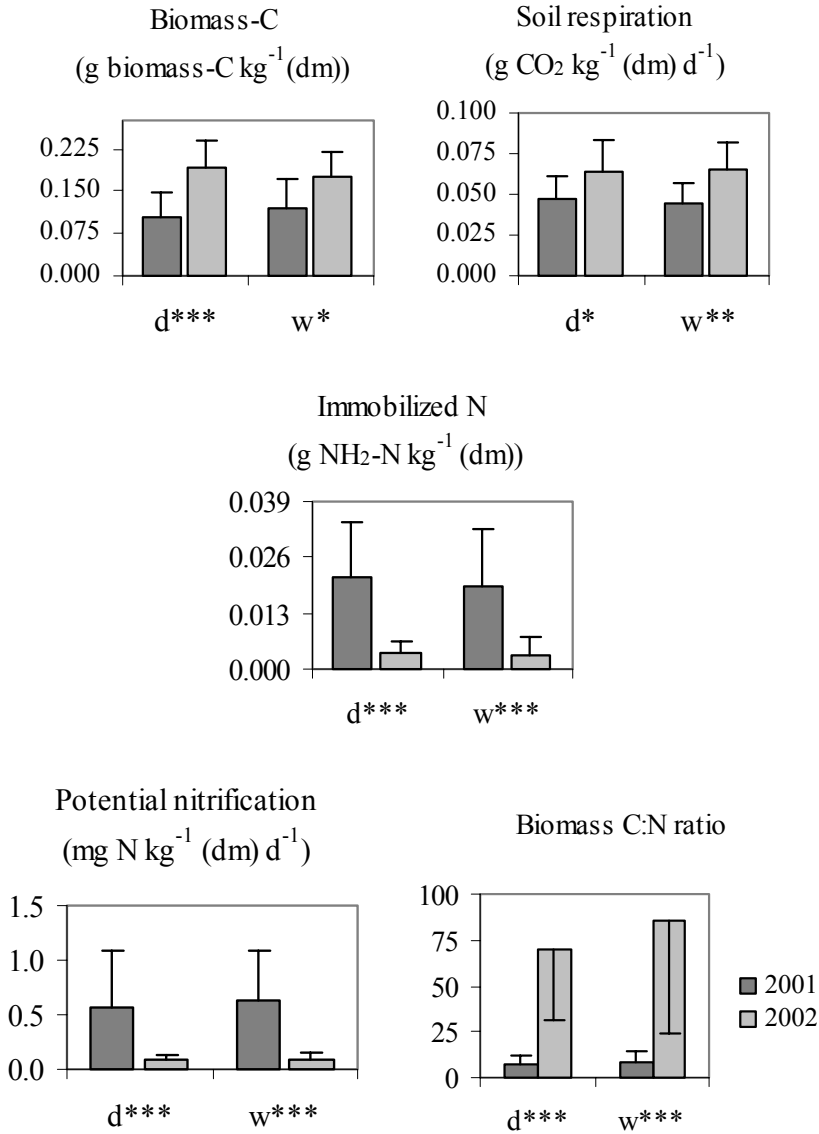 Biomass-C
(g biomass-C kg⁻¹(dm))
0.225
0.150
0.075
0.000
d***
w*
Soil respiration
(g CO₂ kg⁻¹ (dm) d⁻¹)
0.100
0.075
0.050
0.025
0.000
d*
w**
Immobilized N
(g NH₂-N kg⁻¹ (dm))
0.039
0.026
0.013
0.000
d***
w***
Potential nitrification
(mg N kg⁻¹ (dm) d⁻¹)
1.5
1.0
0.5
0.0
d***
w***
Biomass C:N ratio
100
75
50
25
0
d***
w***
2001
2002